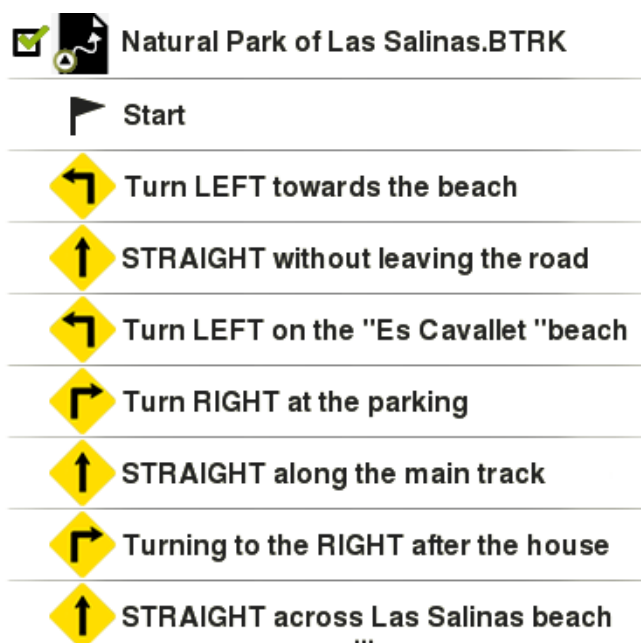 Natural Park of Las Salinas.BTRK
Start
Turn LEFT towards the beach
STRAIGHT without leaving the road
Turn LEFT on the "Es Cavallet "beach
Turn RIGHT at the parking
STRAIGHT along the main track
Turning to the RIGHT after the house
STRAIGHT across Las Salinas beach